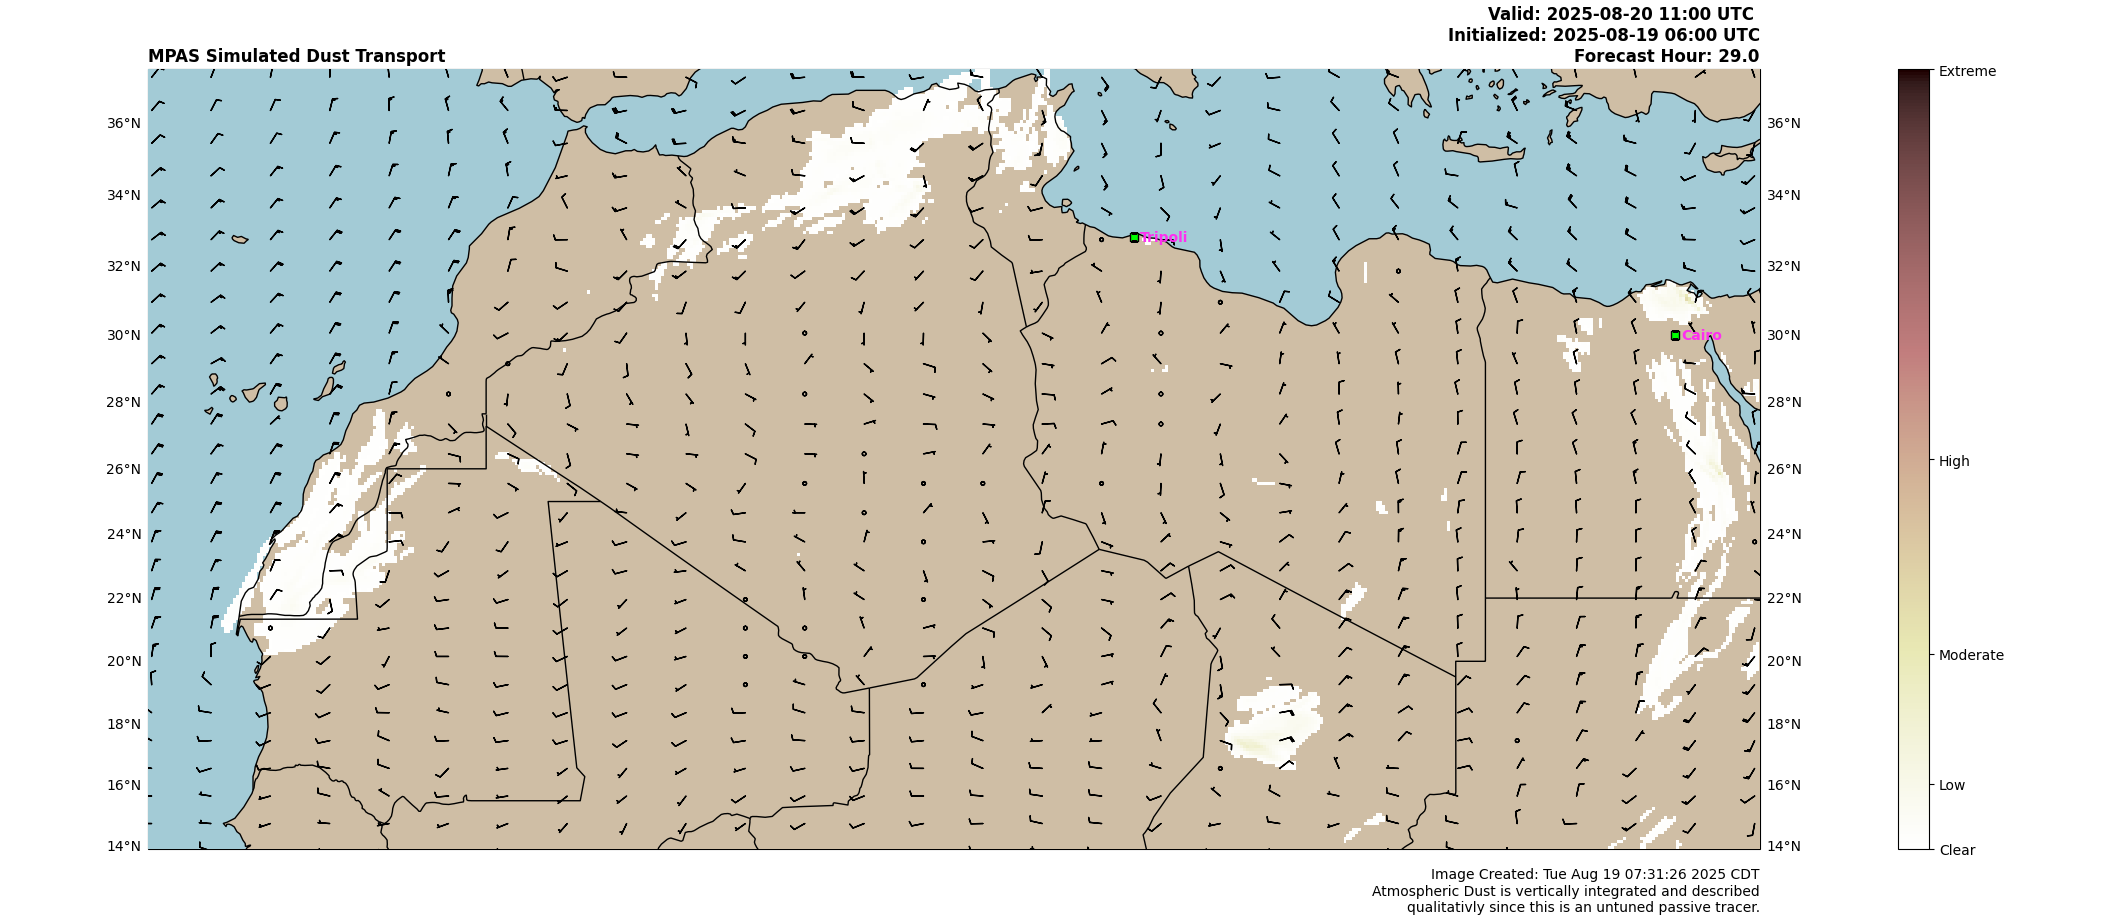 Valid: 2025-08-20 11:00 UTC
Initialized: 2025-08-19 06:00 UTC
MPAS Simulated Dust Transport
Forecast Hour: 29.0
Extreme
36°N
36°N
34°N
34°N
Tripoli
32°N
32°N
30°N
Cairo
30°N
28°N
28°N
26°N
26°N
High
24°N
24°N
22°N
22°N
20°N
20°N
Moderate
18°N
18°N
16°N
16°N
Low
14°N
14°N
Clear
Image Created: Tue Aug 19 07:31:26 2025 CDT
Atmospheric Dust is vertically integrated and described
qualitativly since this is an untuned passive tracer.